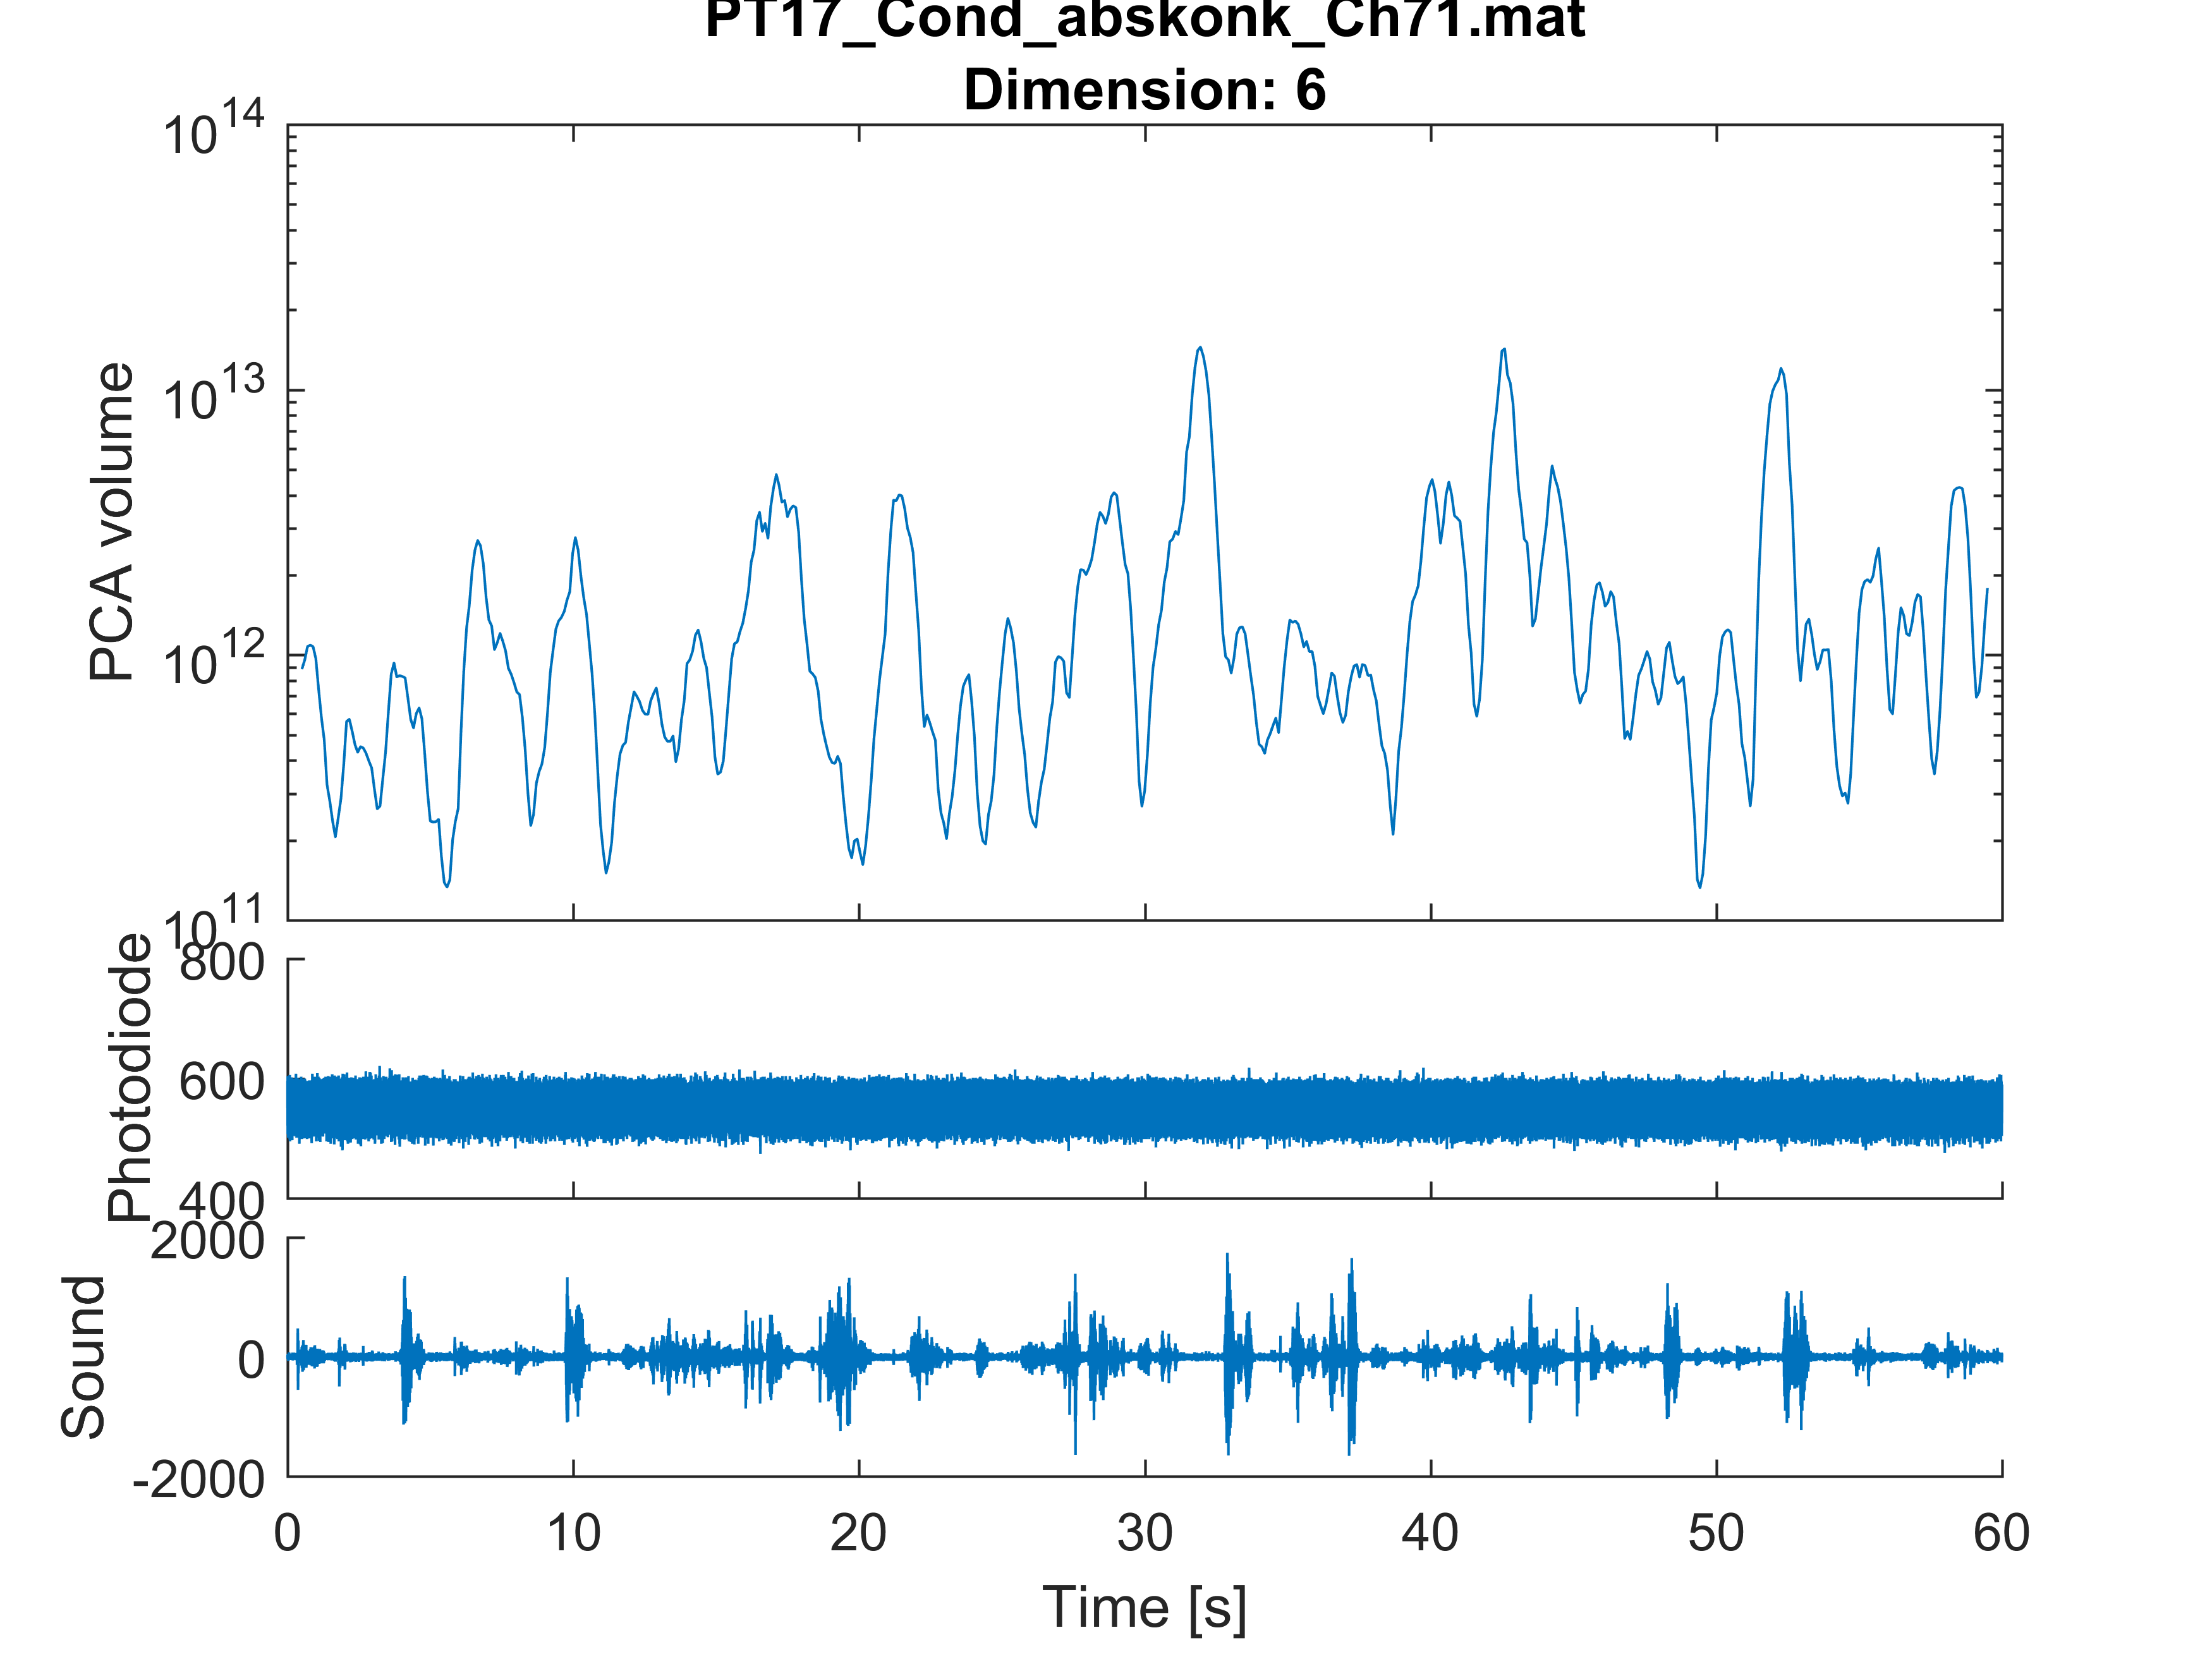 PT17_Cond_abskonk_Ch71.mat
Dimension: 6
10^14
10^13
10^12
10^11
PCA volume
800
600
400
Photodiode
2000
0
-2000
Sound
0 10 20 30 40 50 60
Time [s]